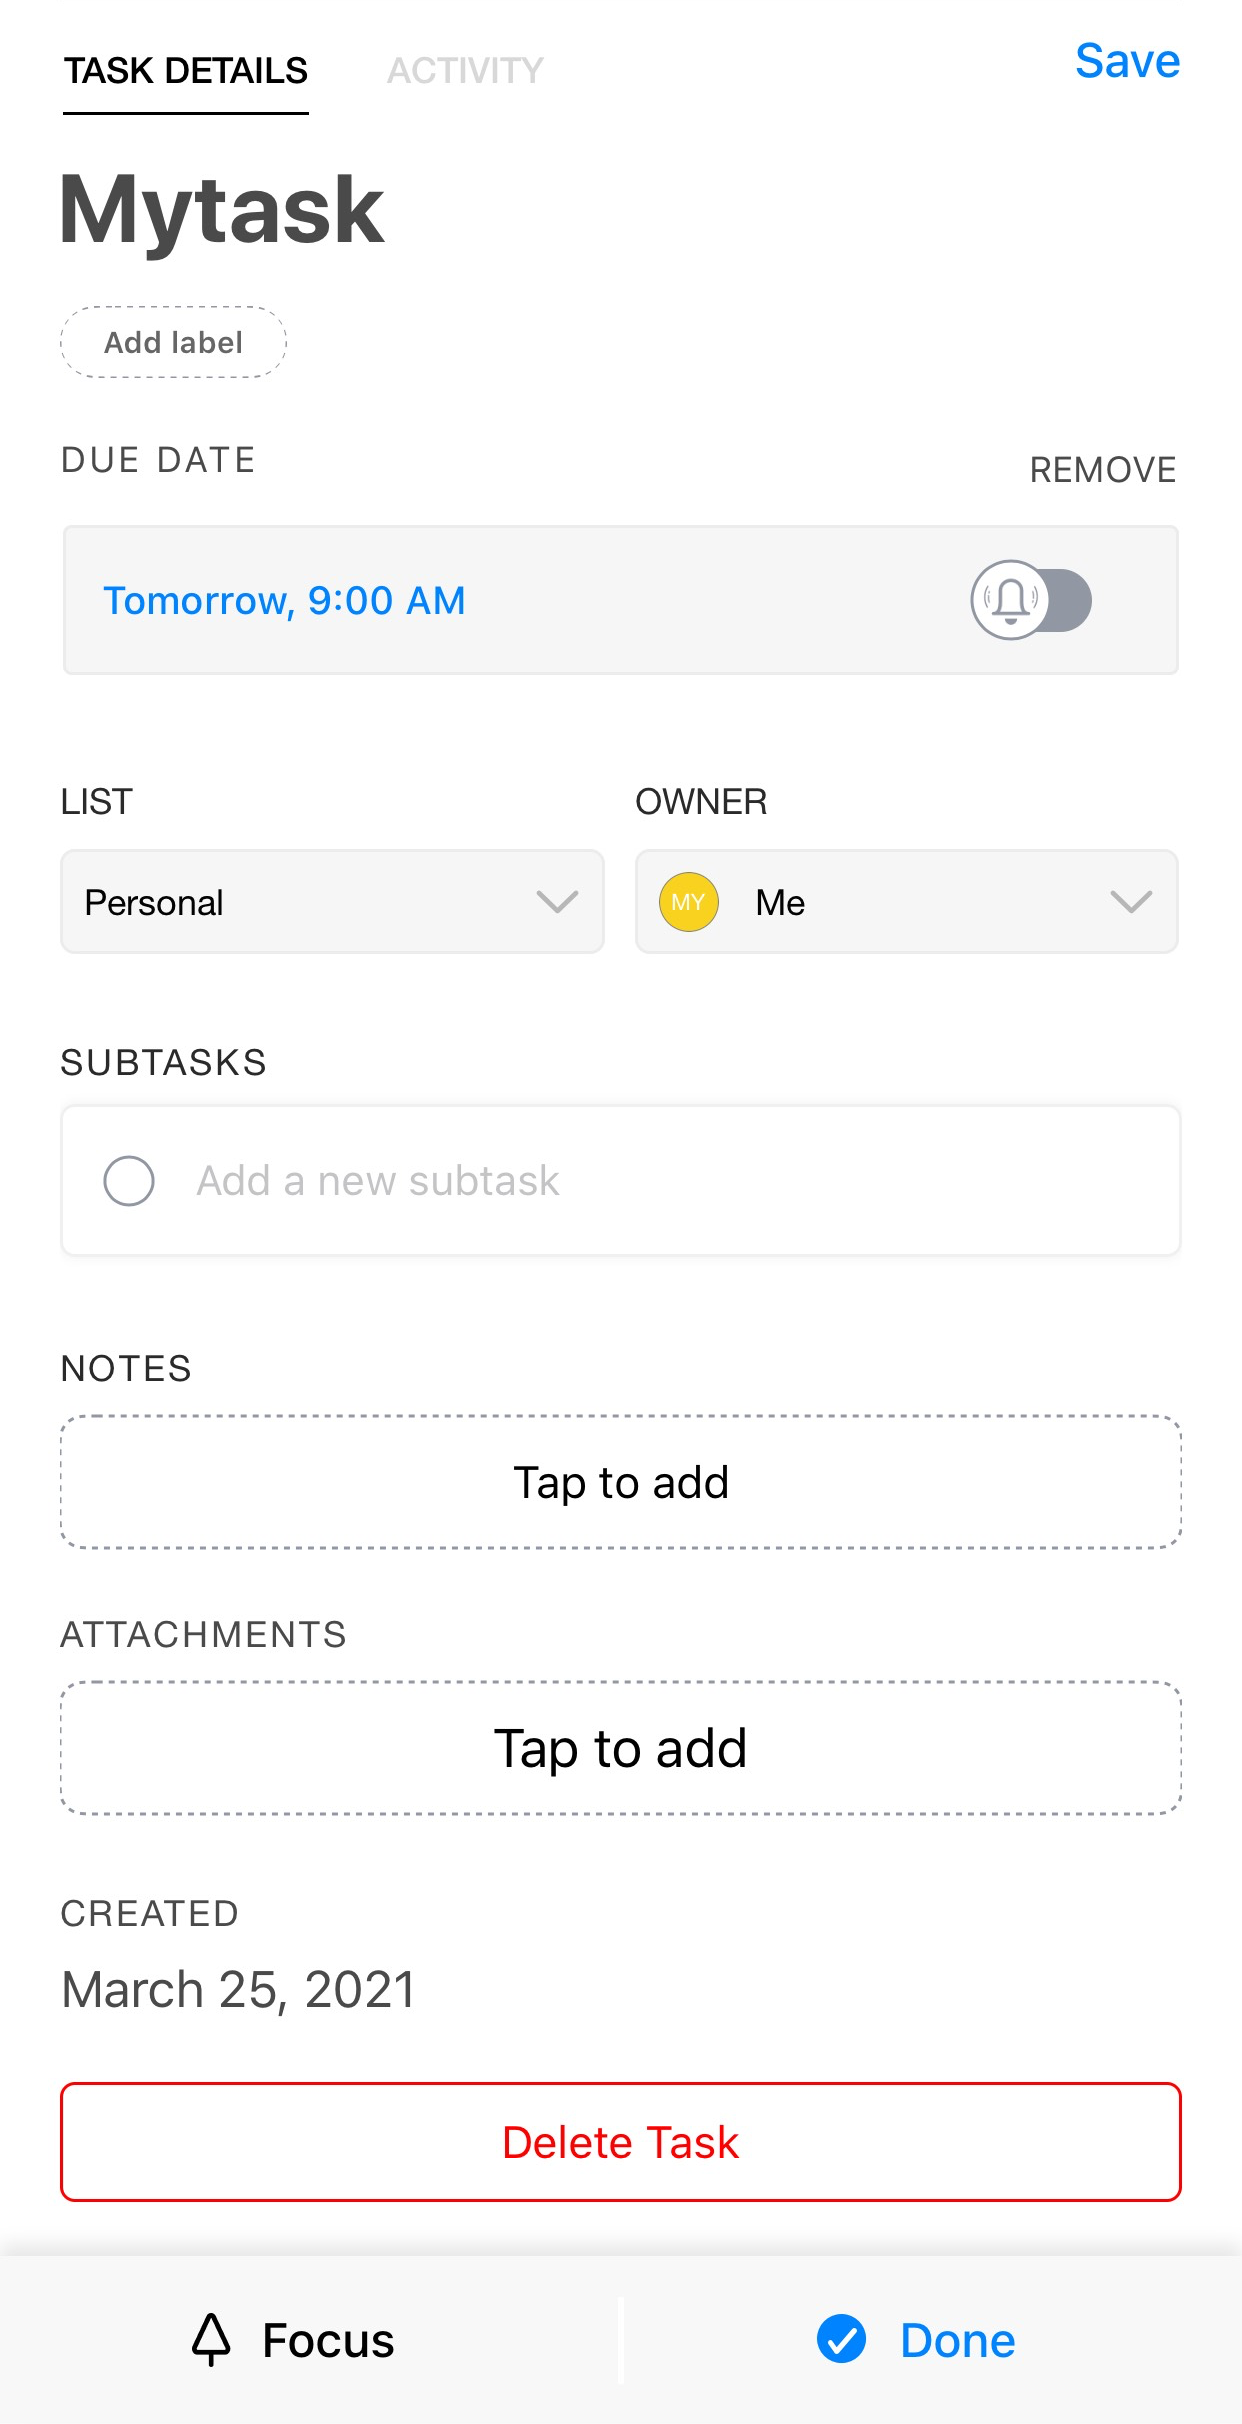 TASK DETAILS ACTIVITY Save
Mytask
Add label
DUE DATE REMOVE
Tomorrow, 9:00 AM
LIST OWNER
Personal MY Me
SUBTASKS
Add a new subtask
NOTES
Tap to add
ATTACHMENTS
Tap to add
CREATED
March 25, 2021
Delete Task
Focus Done